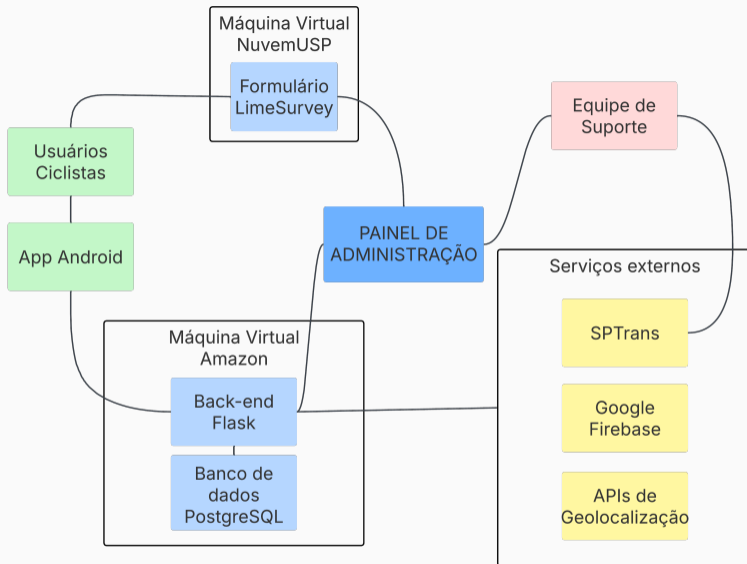 Máquina Virtual
NuvemUSP
Formulário
LimeSurvey
Equipe de
Suporte
Usuários
Ciclistas
App Android
PAINEL DE
ADMINISTRAÇÃO
Serviços externos
SPTrans
Google
Firebase
APIs de
Geolocalização
Máquina Virtual
Amazon
Back-end
Flask
Banco de
dados
PostgreSQL